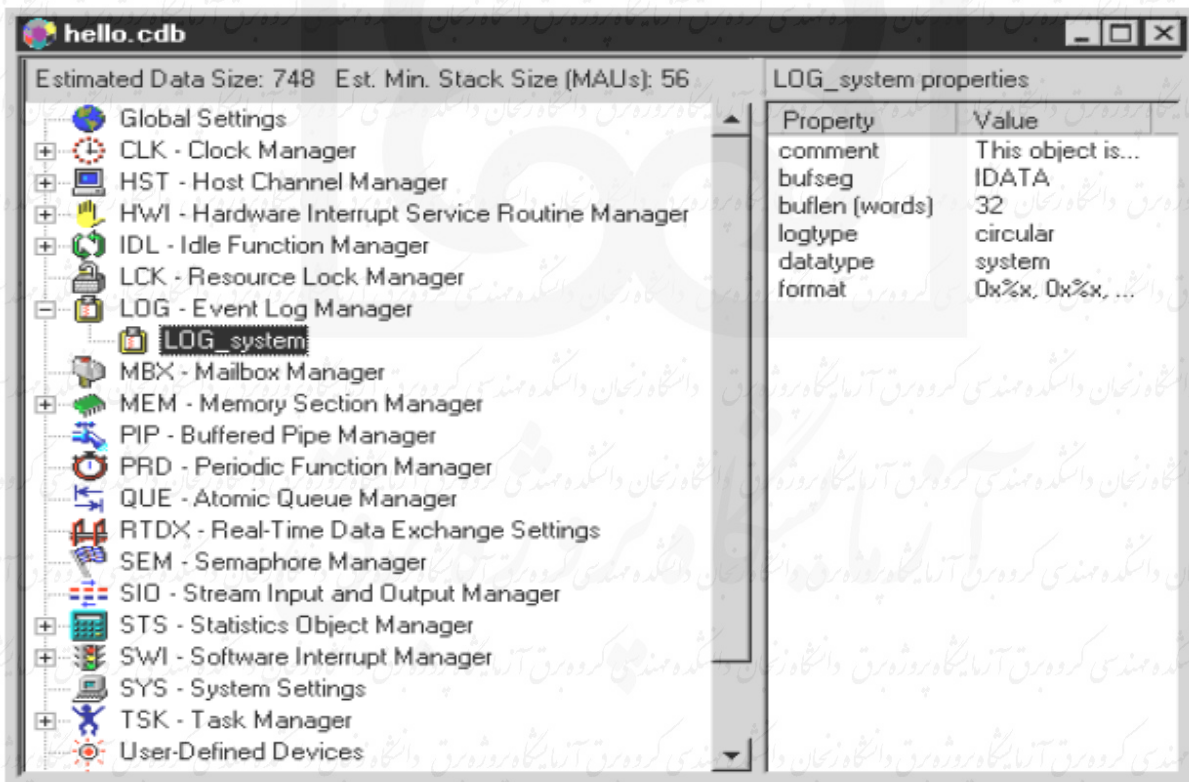 hello.cdb
Estimated Data Size: 748 Est. Min. Stack Size (MAUs): 56
Global Settings
CLK - Clock Manager
HST - Host Channel Manager
HWI - Hardware Interrupt Service Routine Manager
IDL - Idle Function Manager
LCK - Resource Lock Manager
LOG - Event Log Manager
LOG_system
MBX - Mailbox Manager
MEM - Memory Section Manager
PIP - Buffered Pipe Manager
PRD - Periodic Function Manager
QUE - Atomic Queue Manager
RTDX - Real-Time Data Exchange Settings
SEM - Semaphore Manager
SIO - Stream Input and Output Manager
STS - Statistics Object Manager
SWI - Software Interrupt Manager
SYS - System Settings
TSK - Task Manager
User-Defined Devices
LOG_system properties
Property Value
comment This object is...
bufseg IDATA
buflen (words) 32
logtype circular
datatype system
format 0x%x, 0x%x, ...